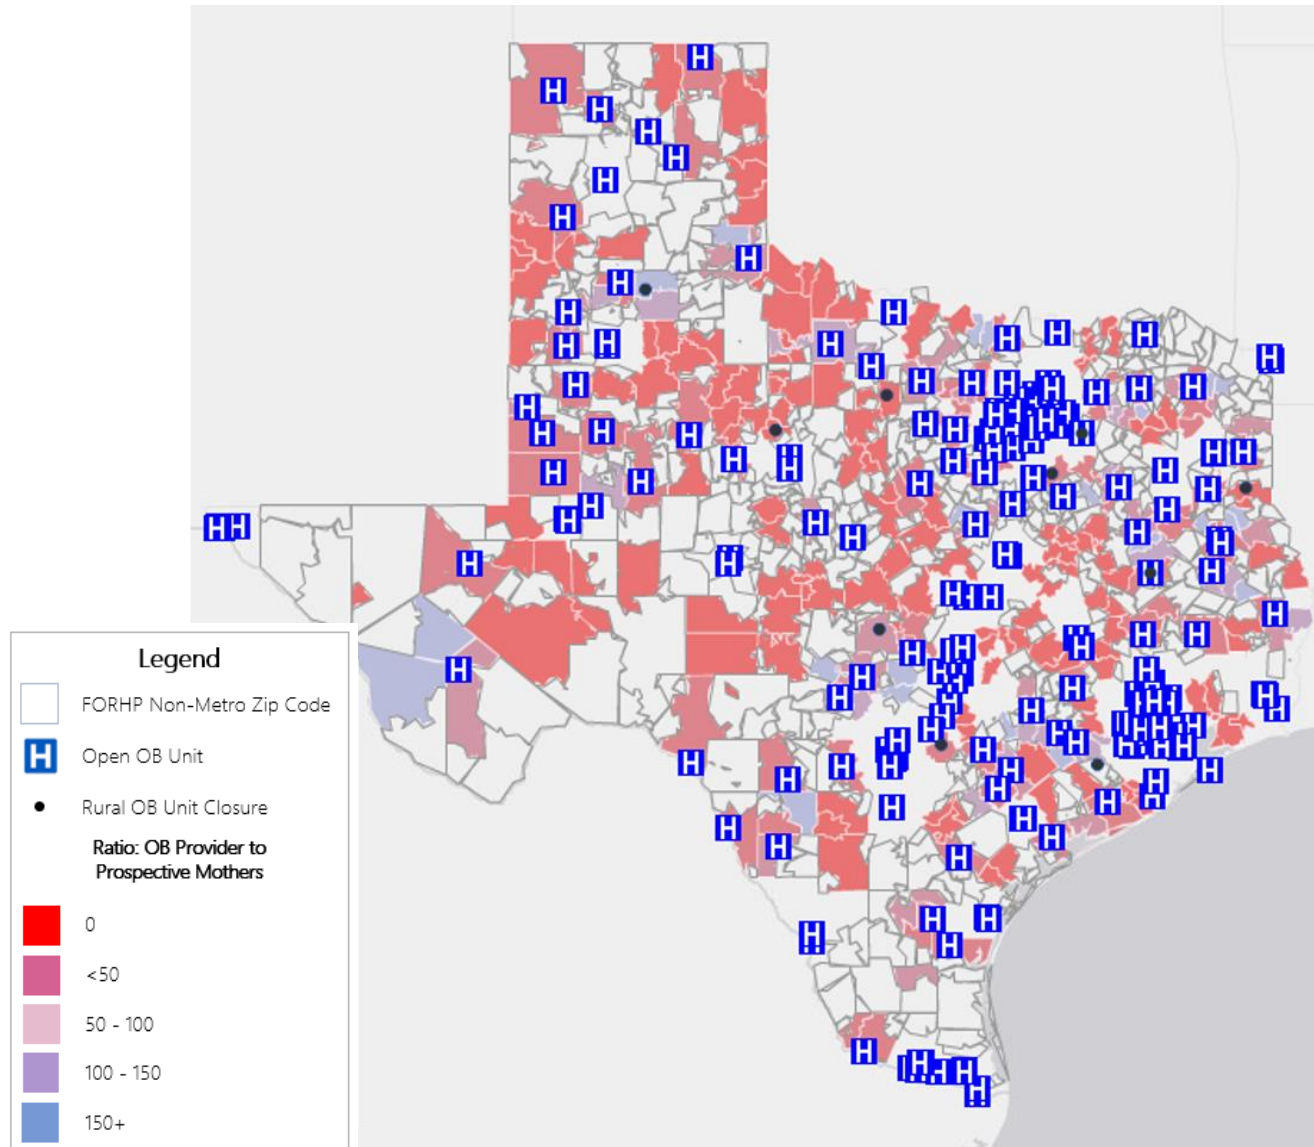 Legend
FORHP Non-Metro Zip Code
H Open OB Unit
Rural OB Unit Closure
Ratio: OB Provider to
Prospective Mothers
0
<50
50 - 100
100 - 150
150+